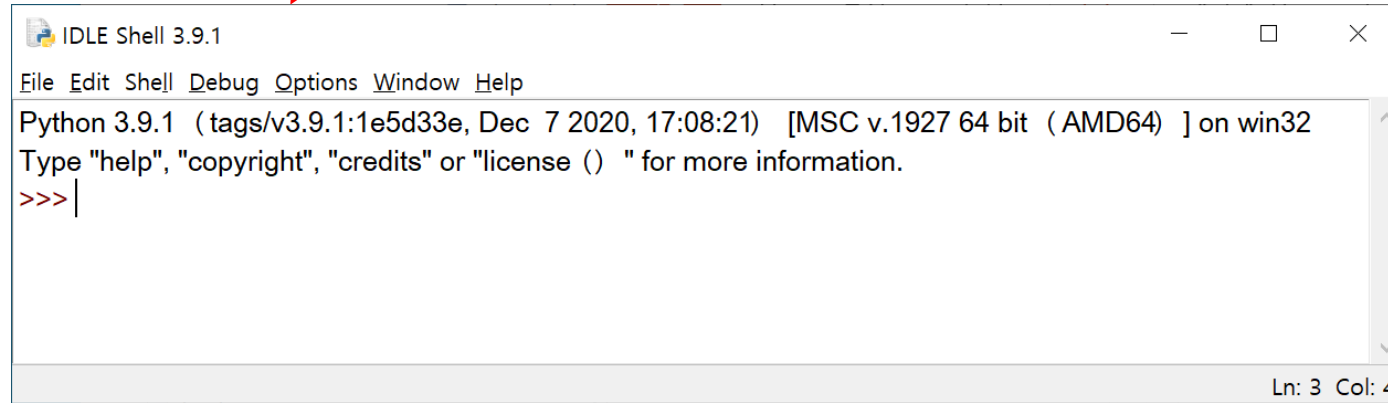 IDLE Shell 3.9.1
File Edit Shell Debug Options Window Help
Python 3.9.1 (tags/v3.9.1:1e5d33e, Dec 7 2020, 17:08:21) [MSC v.1927 64 bit (AMD64) ] on win32
Type "help", "copyright", "credits" or "license () " for more information.
>>>
Ln: 3 Col: 4